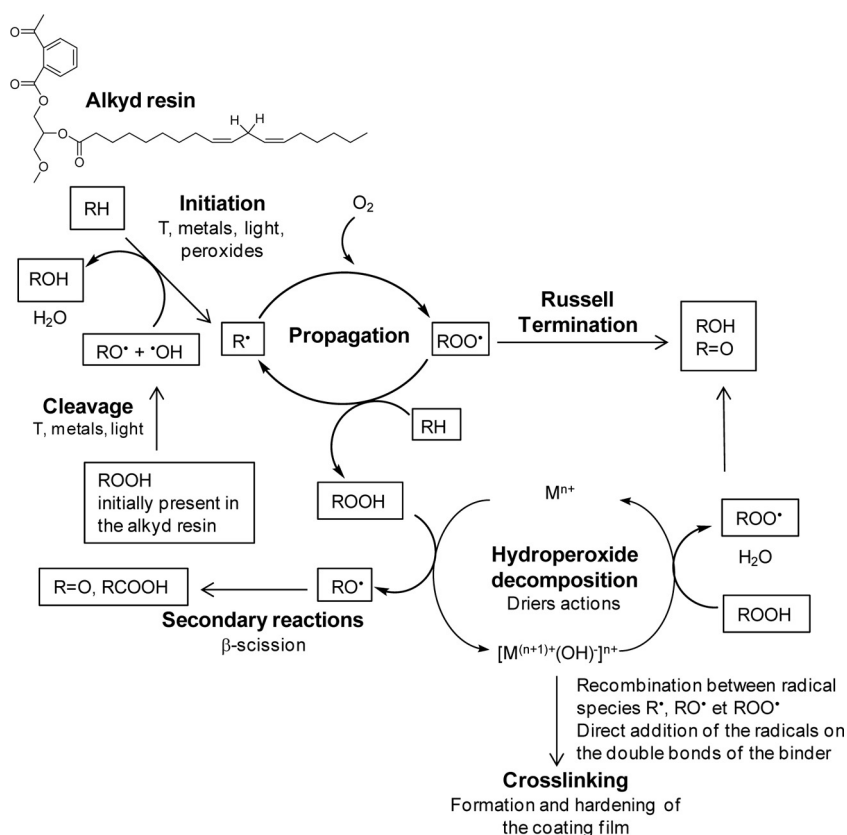 O
O
O
Alkyd resin
H H
O
O
O
RH
Initiation
T, metals, light,
peroxides
O2
ROH
H2O
RO• + •OH
R•
Propagation
ROO•
Russell
Termination
ROH
R=O
Cleavage
T, metals, light
RH
ROOH
initially present in
the alkyd resin
ROOH
Mn+
ROO•
H2O
Hydroperoxide
decomposition
Driers actions
R=O, RCOOH
RO•
ROOH
Secondary reactions
β-scission
[M(n+1)+(OH)-]n+
Recombination between radical
species R•, RO• et ROO•
Direct addition of the radicals on
the double bonds of the binder
Crosslinking
Formation and hardening of
the coating film